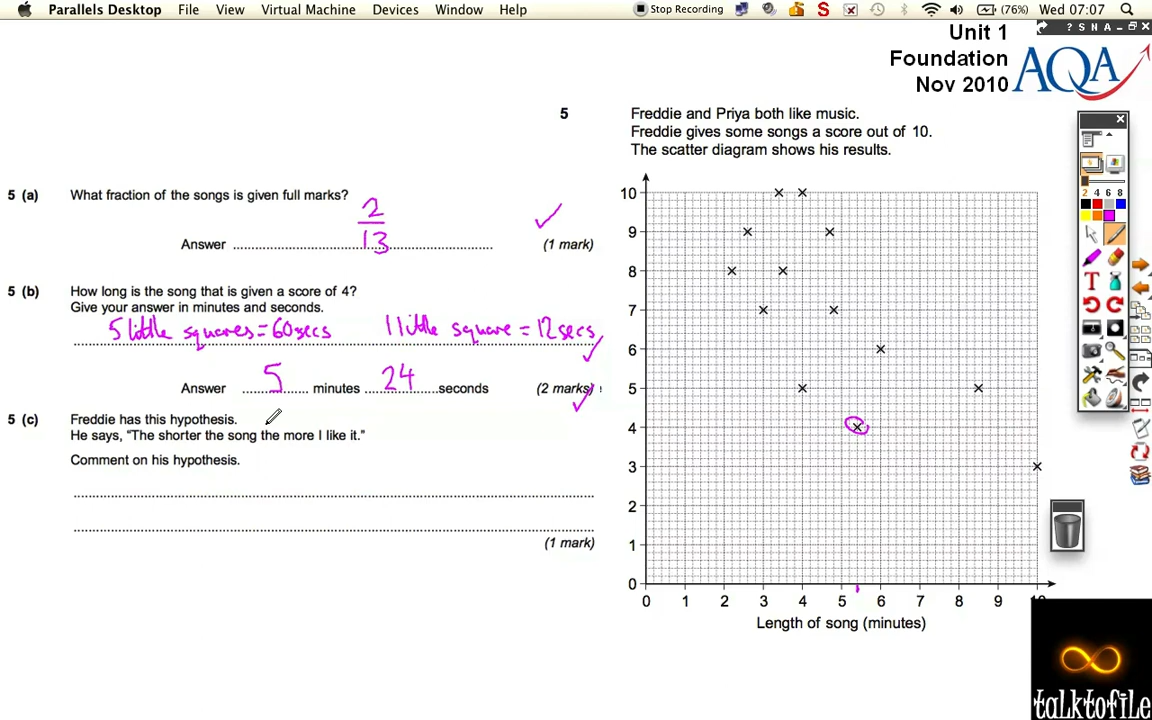 Parallels Desktop File View Virtual Machine Devices Window Help Stop Recording S (76%) Wed 07:07
? S N A
Unit 1
Foundation
Nov 2010
AQA
5 Freddie and Priya both like music.
Freddie gives some songs a score out of 10.
The scatter diagram shows his results.
5 (a) What fraction of the songs is given full marks?
2
13
Answer (1 mark)
5 (b) How long is the song that is given a score of 4?
Give your answer in minutes and seconds.
5 little squares = 60secs 1 little square = 12secs
Answer 5 minutes 24 seconds (2 marks)
5 (c) Freddie has this hypothesis.
He says, "The shorter the song the more I like it."
Comment on his hypothesis.
(1 mark)
10
9
8
7
6
5
4
3
2
1
0
0 1 2 3 4 5 6 7 8 9
Length of song (minutes)
2 4 6 8
T
talktofile